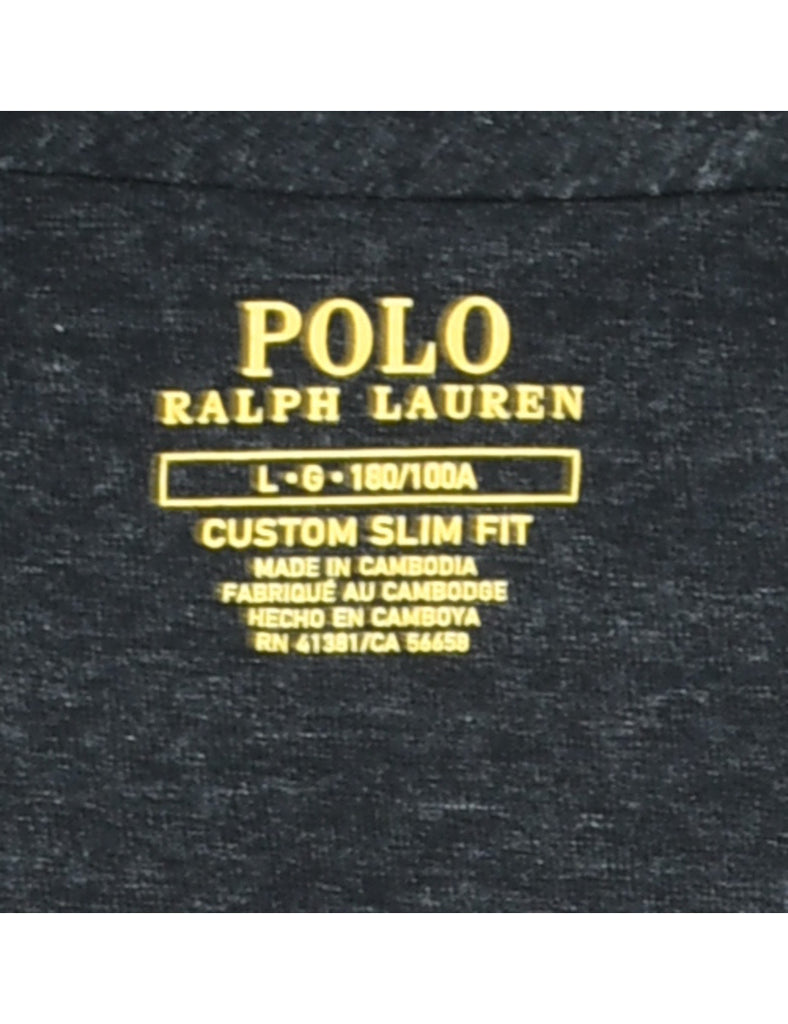 POLO
RALPH LAUREN
L • G • 180/100A
CUSTOM SLIM FIT
MADE IN CAMBODIA
FABRIQUÉ AU CAMBODGE
HECHO EN CAMBOYA
RN 41381/CA 56658